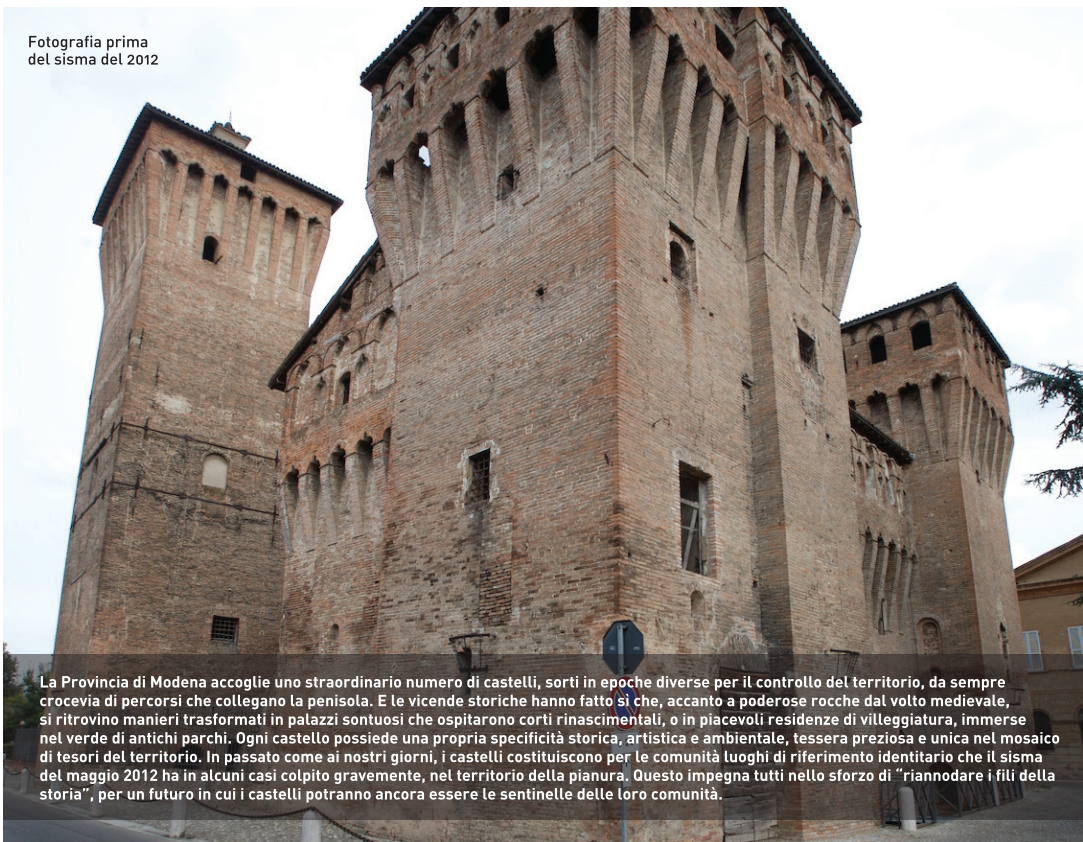 Fotografia prima
del sisma del 2012
La Provincia di Modena accoglie uno straordinario numero di castelli, sorti in epoche diverse per il controllo del territorio, da sempre
crocevia di percorsi che collegano la penisola. E le vicende storiche hanno fatto sì che, accanto a poderose rocche dal volto medievale,
si ritrovino manieri trasformati in palazzi sontuosi che ospitarono corti rinascimentali, o in piacevoli residenze di villeggiatura, immerse
nel verde di antichi parchi. Ogni castello possiede una propria specificità storica, artistica e ambientale, tessera preziosa e unica nel mosaico
di tesori del territorio. In passato come ai nostri giorni, i castelli costituiscono per le comunità luoghi di riferimento identitario che il sisma
del maggio 2012 ha in alcuni casi colpito gravemente, nel territorio della pianura. Questo impegna tutti nello sforzo di “riannodare i fili della
storia”, per un futuro in cui i castelli potranno ancora essere le sentinelle delle loro comunità.